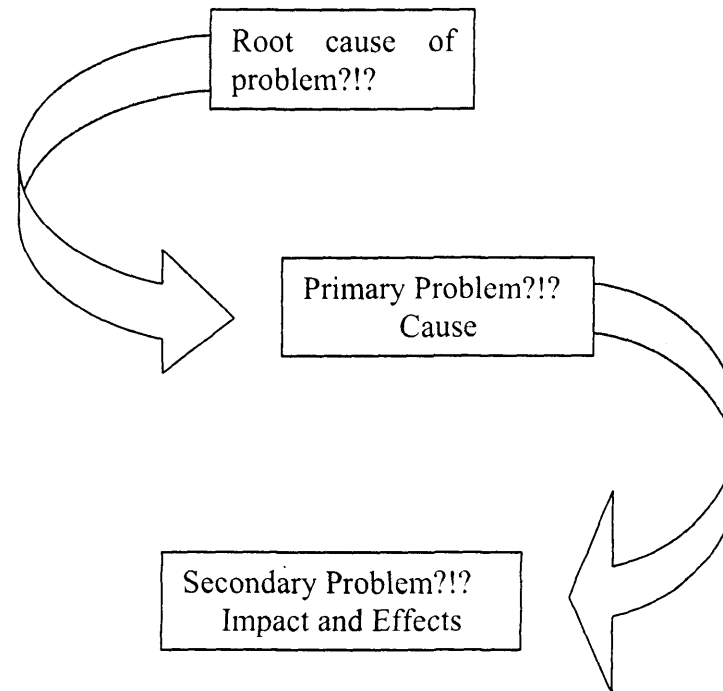 Root cause of
problem?!?
Primary Problem?!?
Cause
Secondary Problem?!?
Impact and Effects